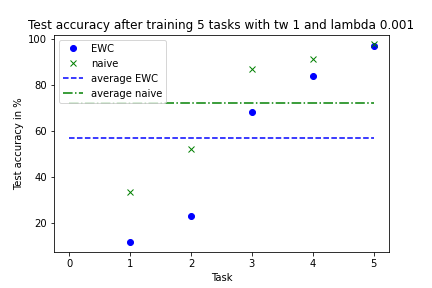 Test accuracy after training 5 tasks with tw 1 and lambda 0.001
100
80
60
40
20
Test accuracy in %
EWC
naive
average EWC
average naive
0 1 2 3 4 5
Task